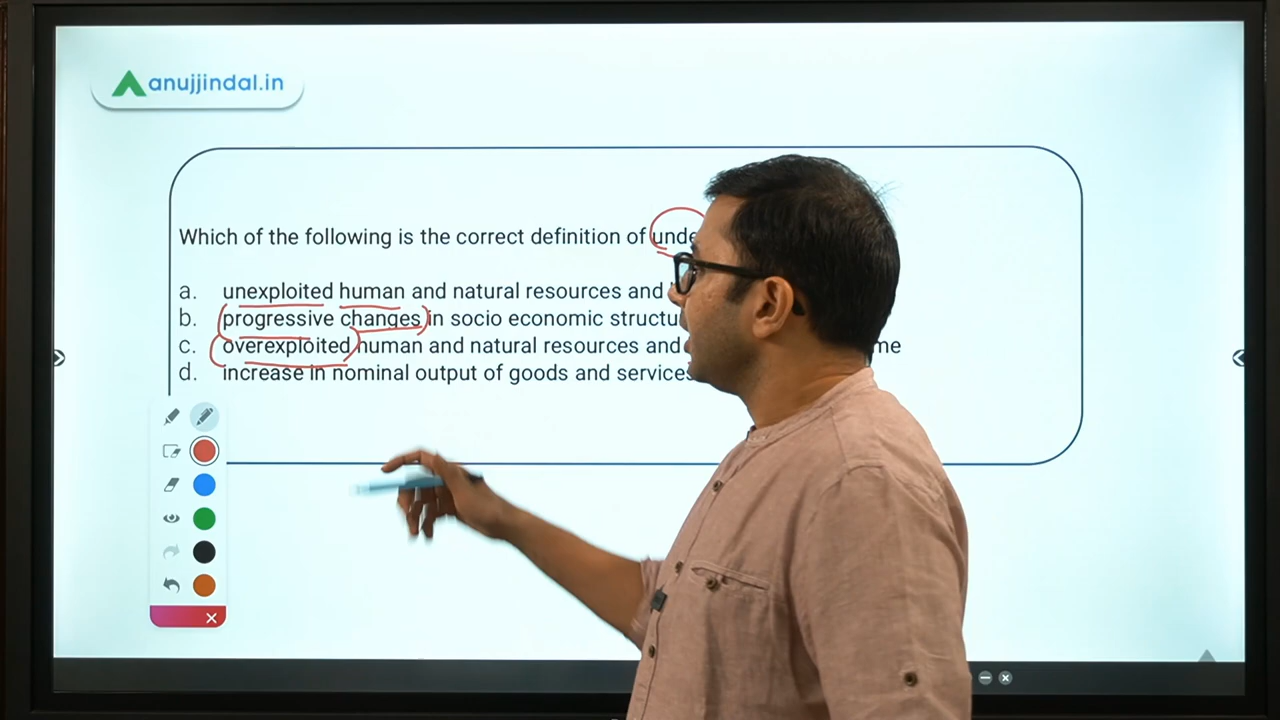 anujjindal.in
Which of the following is the correct definition of unde
a. unexploited human and natural resources and
b. progressive changes in socio economic structu
c. overexploited human and natural resources and me
d. increase in nominal output of goods and services